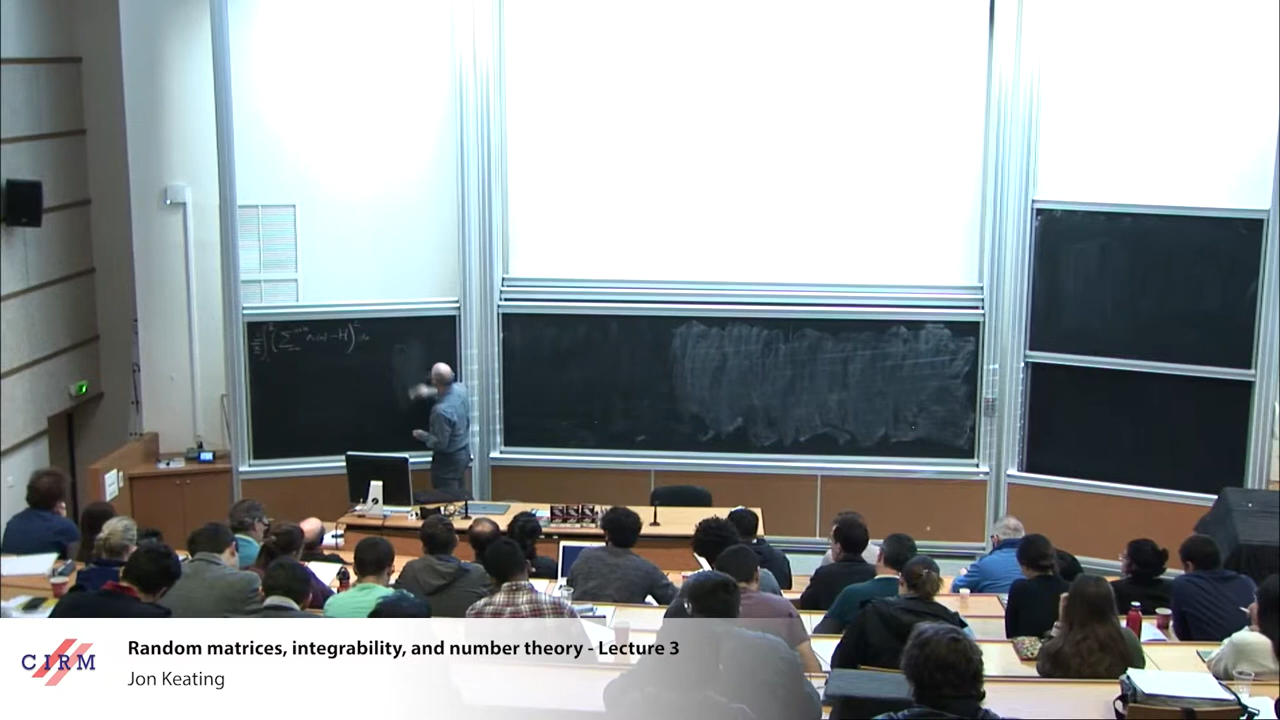 CIRM
Random matrices, integrability, and number theory - Lecture 3
Jon Keating